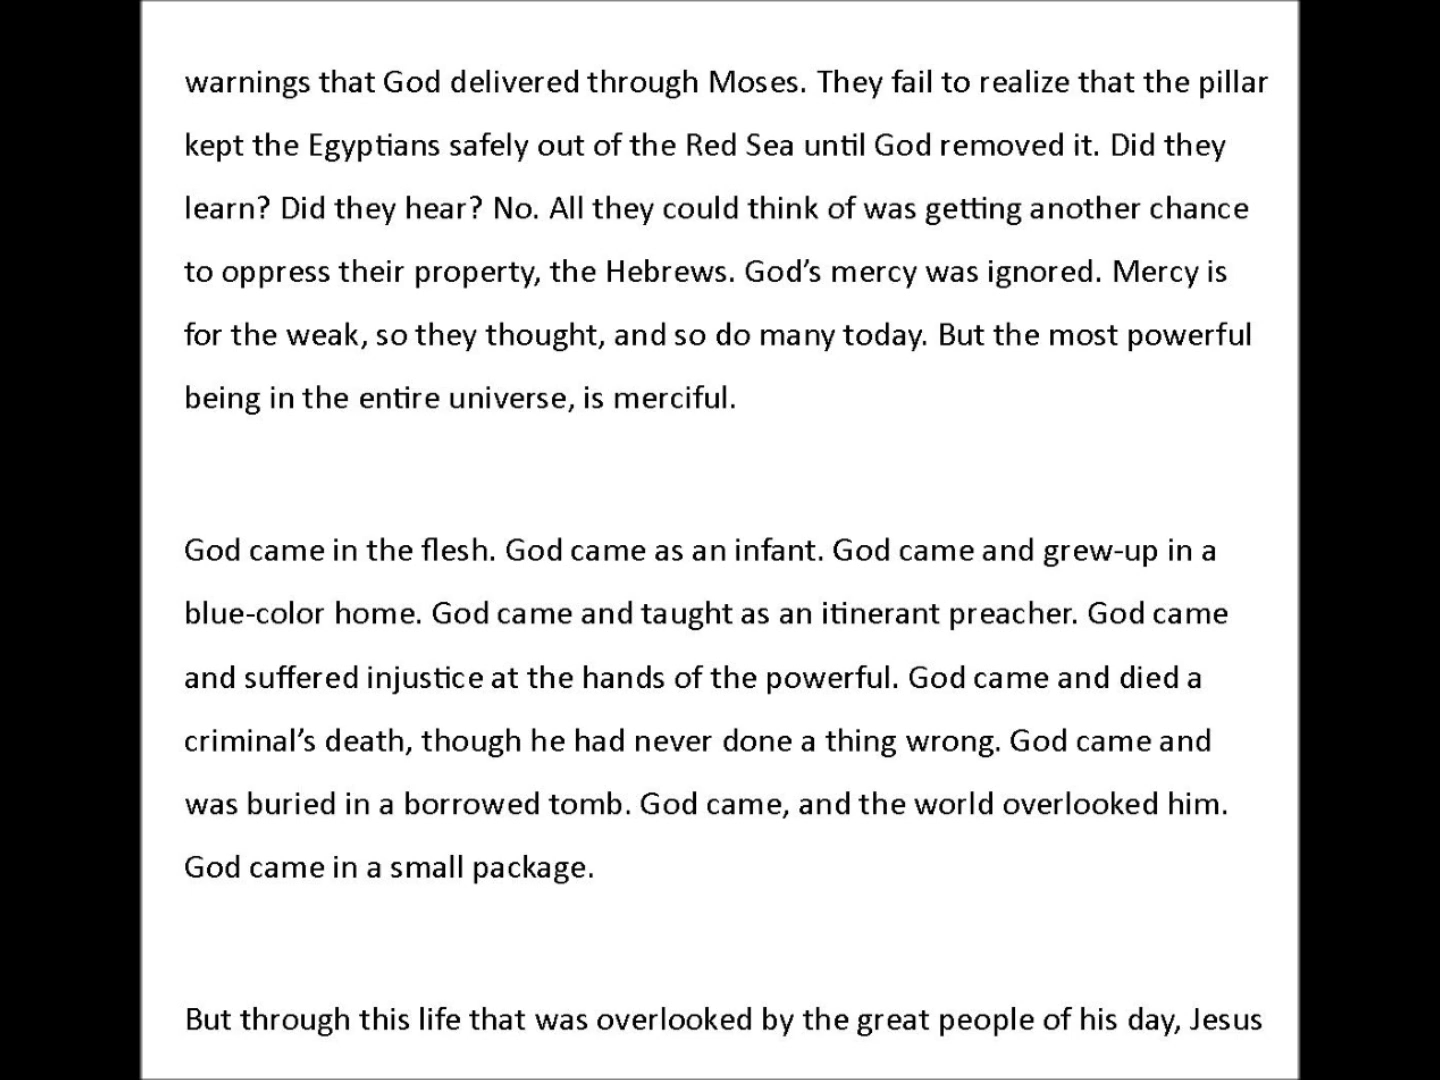 warnings that God delivered through Moses. They fail to realize that the pillar
kept the Egyptians safely out of the Red Sea until God removed it. Did they
learn? Did they hear? No. All they could think of was getting another chance
to oppress their property, the Hebrews. God’s mercy was ignored. Mercy is
for the weak, so they thought, and so do many today. But the most powerful
being in the entire universe, is merciful.
God came in the flesh. God came as an infant. God came and grew-up in a
blue-color home. God came and taught as an itinerant preacher. God came
and suffered injustice at the hands of the powerful. God came and died a
criminal’s death, though he had never done a thing wrong. God came and
was buried in a borrowed tomb. God came, and the world overlooked him.
God came in a small package.
But through this life that was overlooked by the great people of his day, Jesus